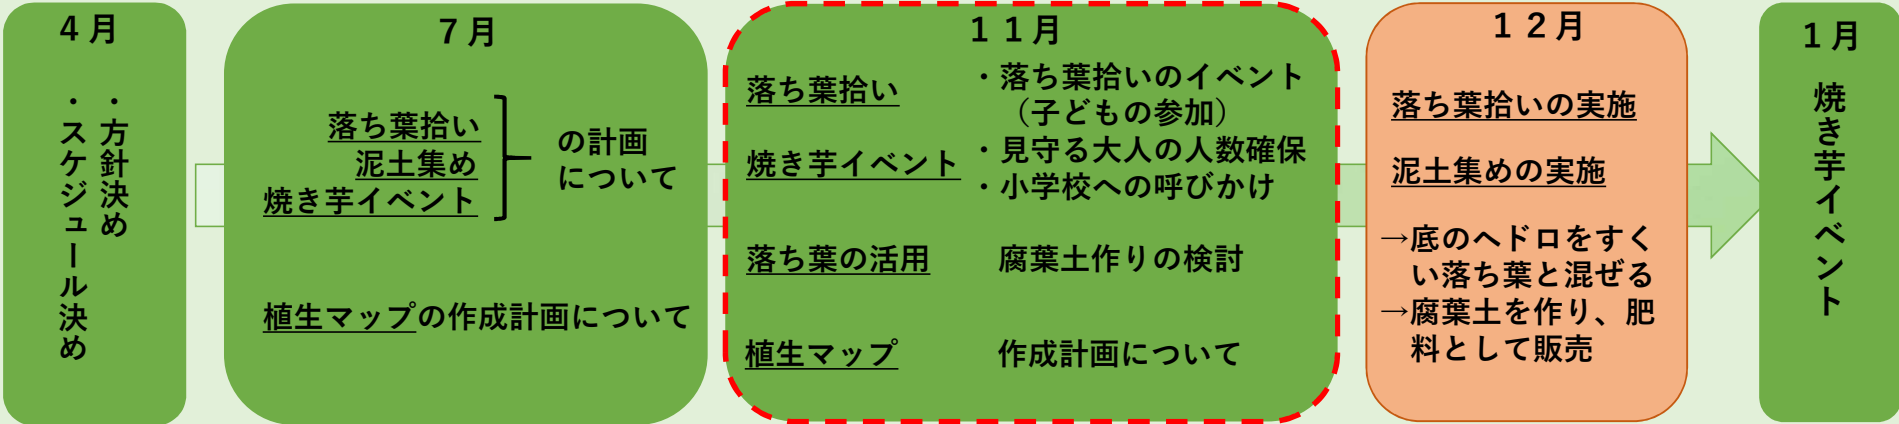 ４月
・方針決め
・スケジュール決め
７月
落ち葉拾い
泥土集め
焼き芋イベント
の計画
について
植生マップの作成計画について
１１月
落ち葉拾い
・落ち葉拾いのイベント
（子どもの参加）
焼き芋イベント
・見守る大人の人数確保
・小学校への呼びかけ
落ち葉の活用 腐葉土作りの検討
植生マップ 作成計画について
１２月
落ち葉拾いの実施
泥土集めの実施
→底のヘドロをすく
い落ち葉と混ぜる
→腐葉土を作り、肥
料として販売
１月
焼き芋イベント